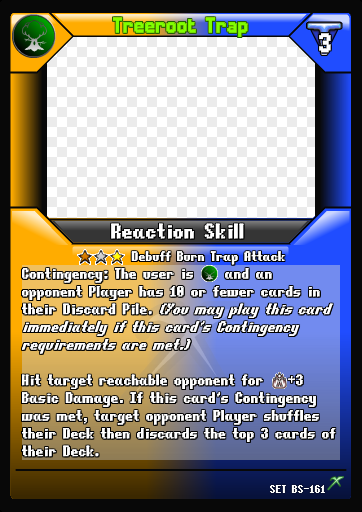 Treeroot Trap
3
Reaction Skill
Debuff Burn Trap Attack
Contingency: The user is and an
opponent Player has 10 or fewer cards in
their Discard Pile. (You may play this card
immediately if this card's Contingency
requirements are met.)
Hit target reachable opponent for +3
Basic Damage. If this card's Contingency
was met, target opponent Player shuffles
their Deck then discards the top 3 cards of
their Deck.
SET BS-161